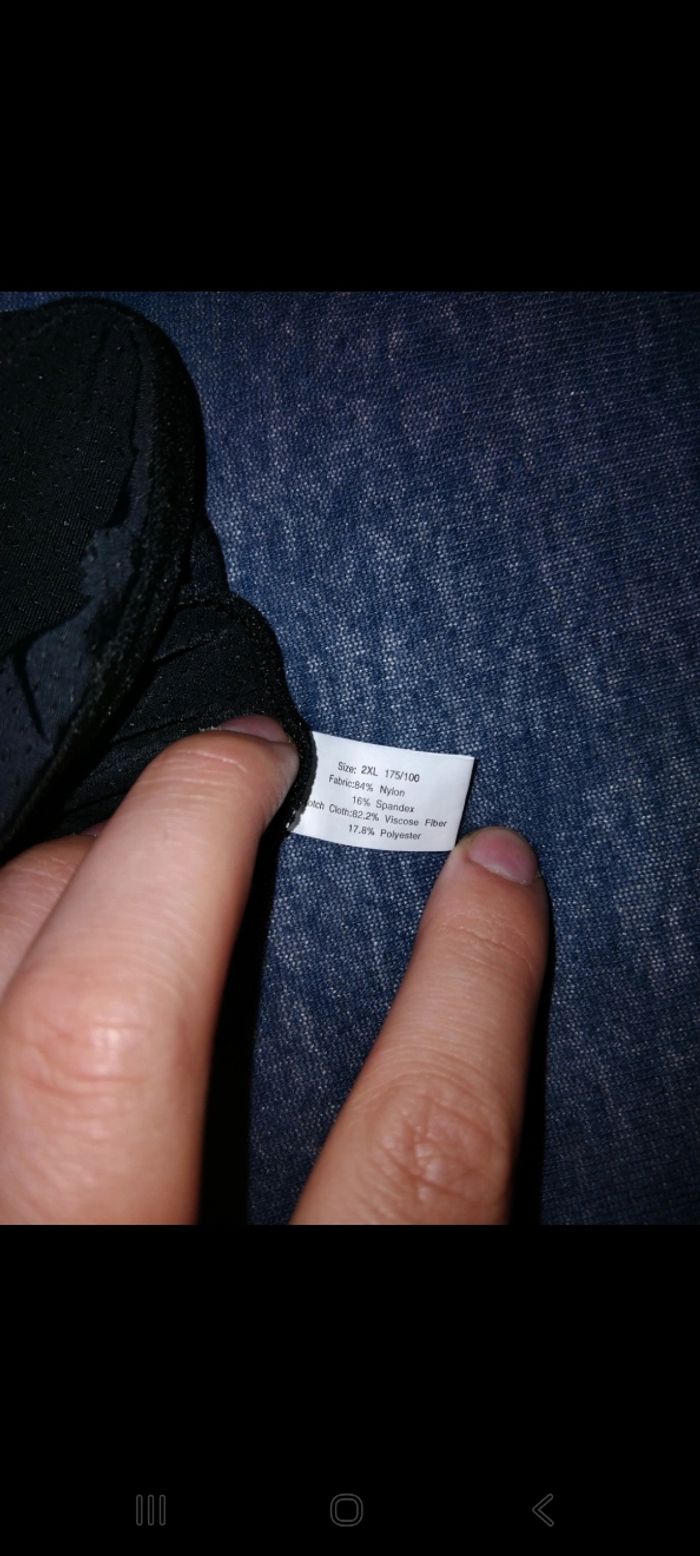 Size: 2XL 175/100
Fabric:84% Nylon
16% Spandex
Cloth:82.2% Viscose Fiber
17.8% Polyester